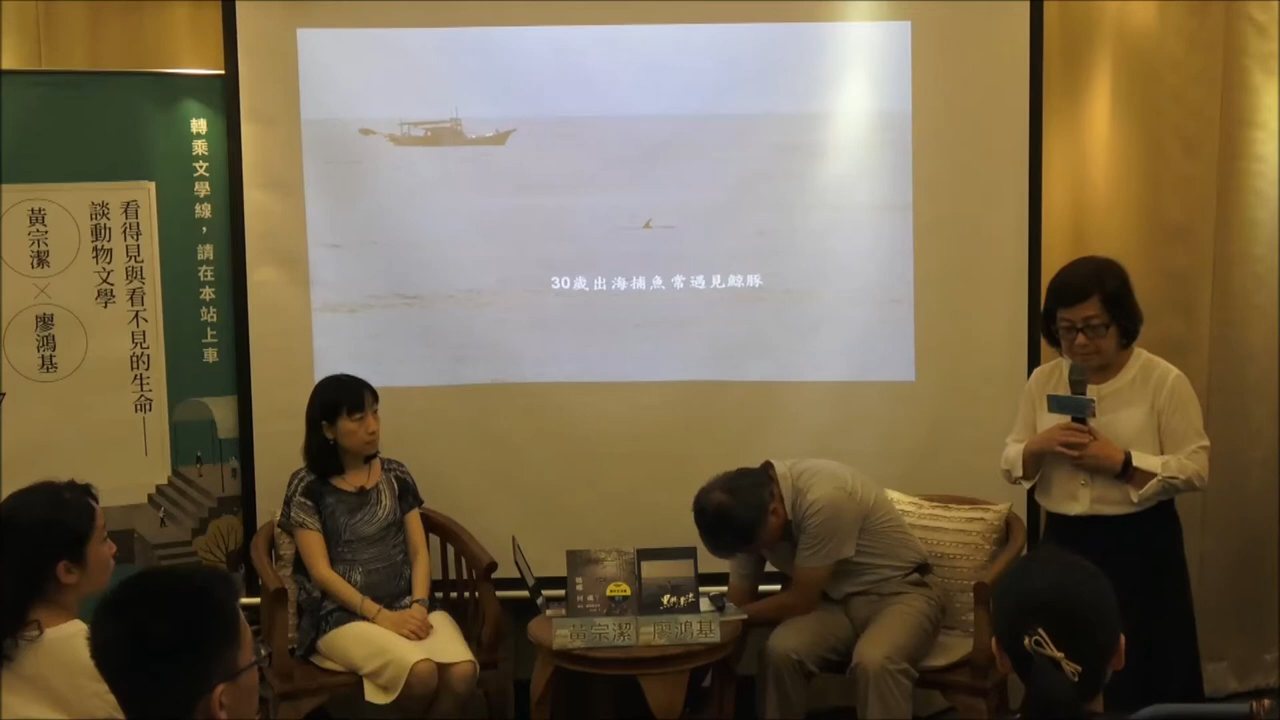 轉乘文學線，請在本站上車
看得見與看不見的生命——
談動物文學
黃宗潔
×
廖鴻基
30歲出海捕魚常遇見鯨豚
黃宗潔
廖鴻基